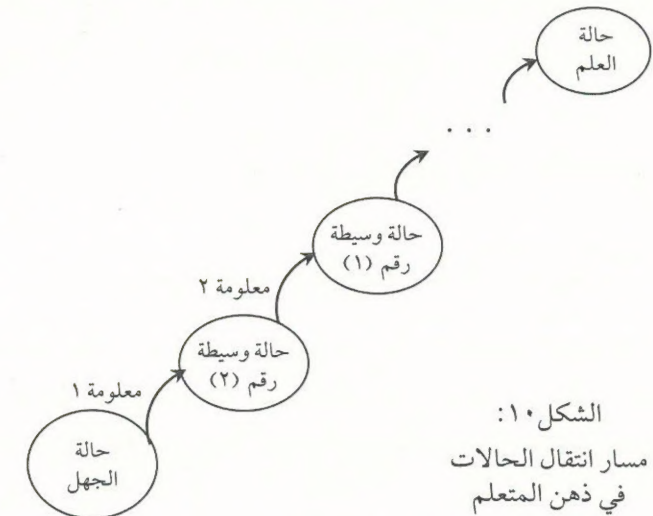 حالة
العلم
. . .
حالة وسيطة
رقم (١)
معلومة ٢
حالة وسيطة
رقم (٢)
معلومة ١
حالة
الجهل
الشكل ١٠:
مسار انتقال الحالات
في ذهن المتعلم